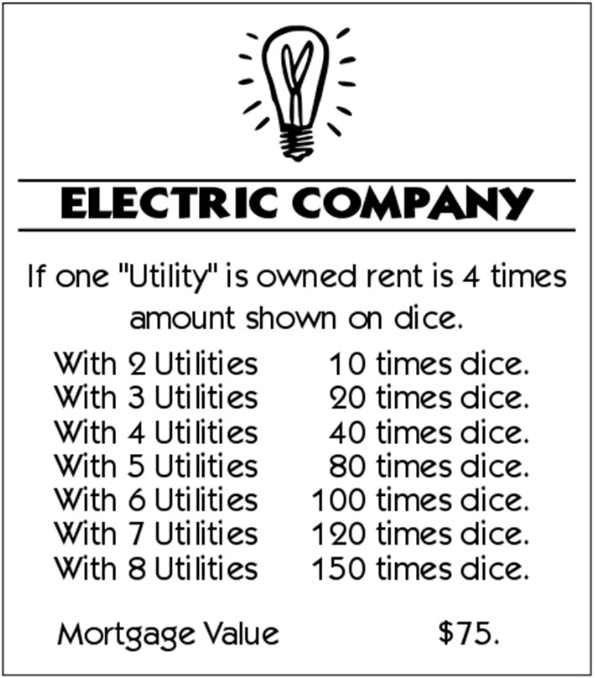 ELECTRIC COMPANY
If one "Utility" is owned rent is 4 times
amount shown on dice.
With 2 Utilities 10 times dice.
With 3 Utilities 20 times dice.
With 4 Utilities 40 times dice.
With 5 Utilities 80 times dice.
With 6 Utilities 100 times dice.
With 7 Utilities 120 times dice.
With 8 Utilities 150 times dice.
Mortgage Value $75.